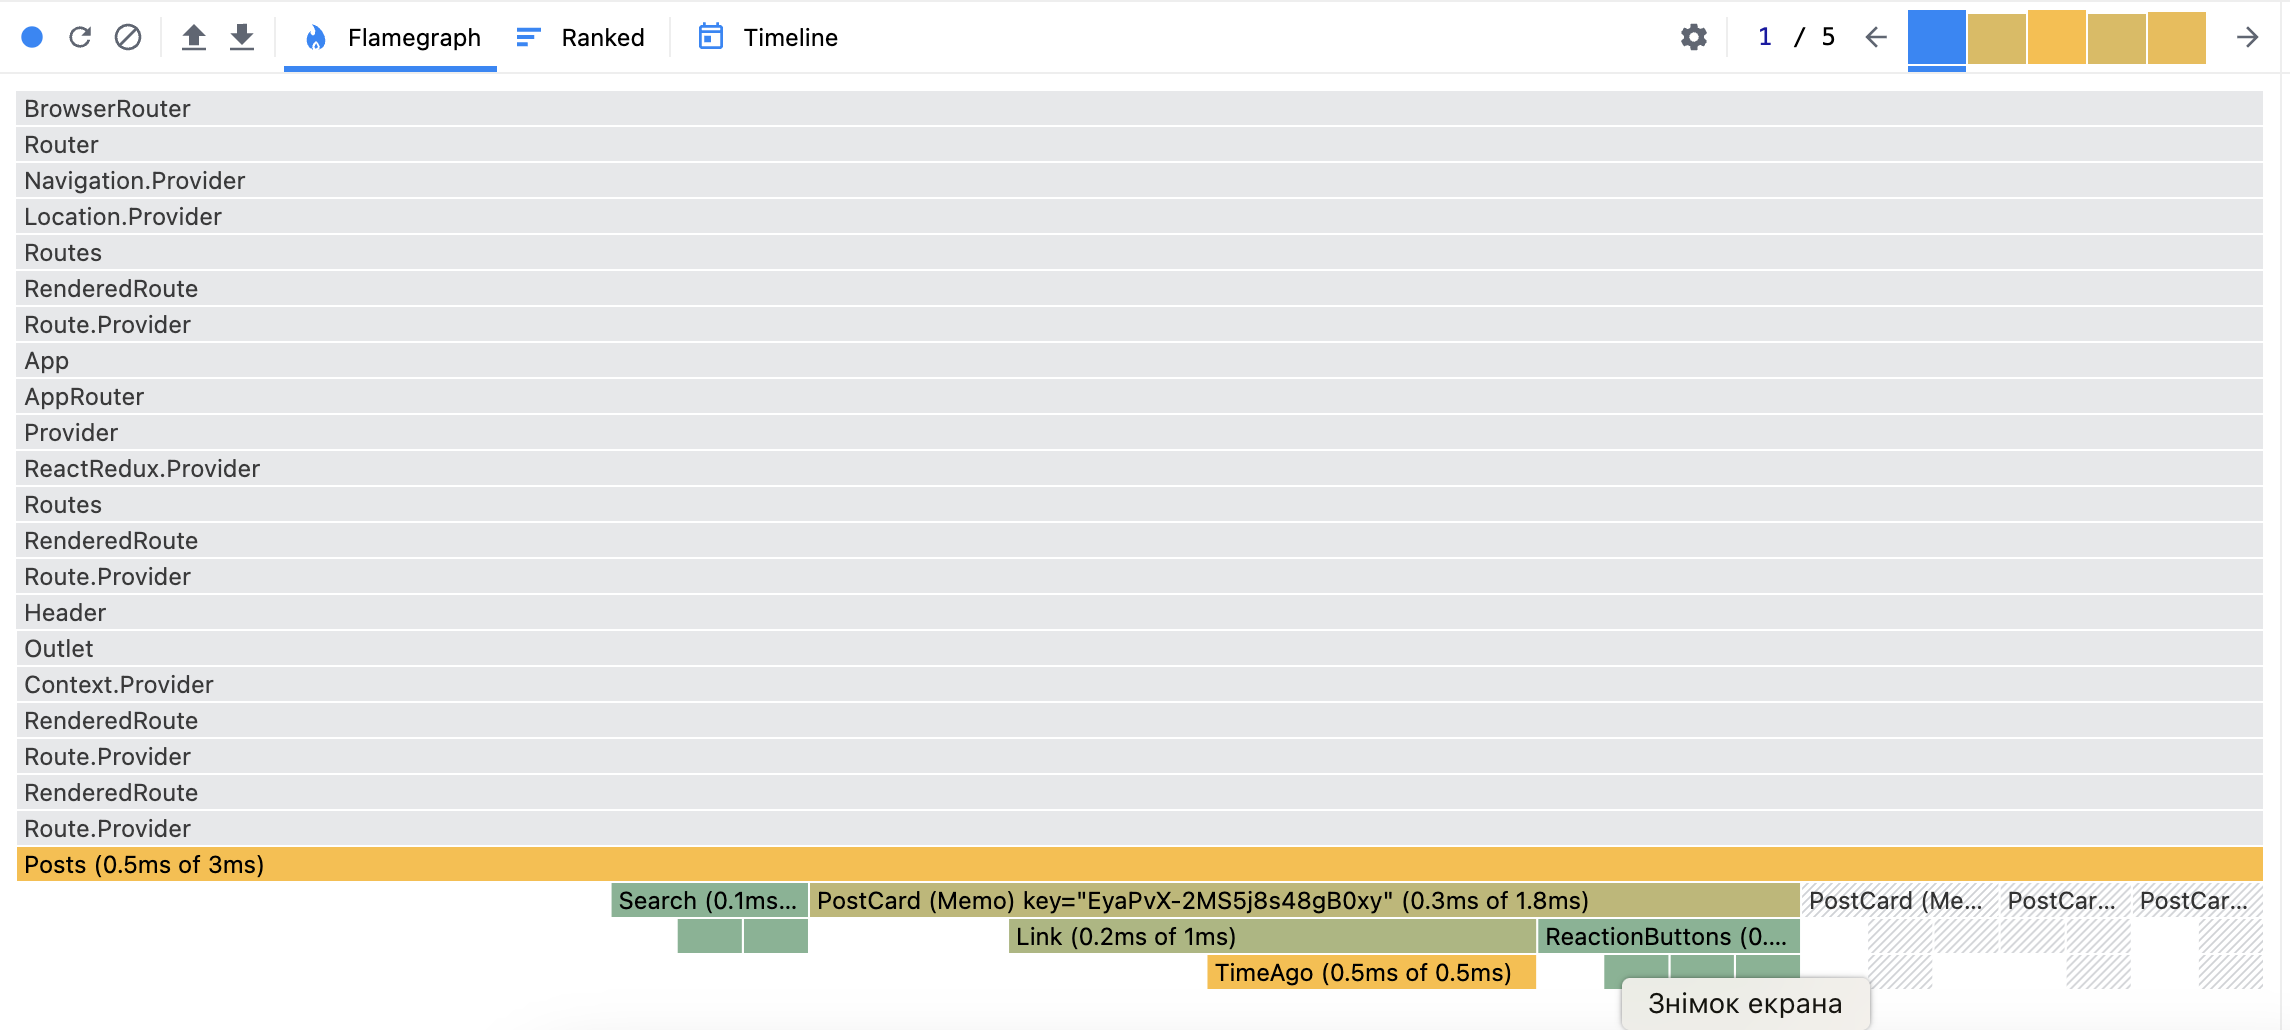 Flamegraph Ranked Timeline 1 / 5
BrowserRouter
Router
Navigation.Provider
Location.Provider
Routes
RenderedRoute
Route.Provider
App
AppRouter
Provider
ReactRedux.Provider
Routes
RenderedRoute
Route.Provider
Header
Outlet
Context.Provider
RenderedRoute
Route.Provider
RenderedRoute
Route.Provider
Posts (0.5ms of 3ms)
Search (0.1ms... PostCard (Memo) key="EyaPvX-2MS5j8s48gB0xy" (0.3ms of 1.8ms) PostCard (Me... PostCar... PostCar...
Link (0.2ms of 1ms) ReactionButtons (0....
TimeAgo (0.5ms of 0.5ms)
Знімок екрана